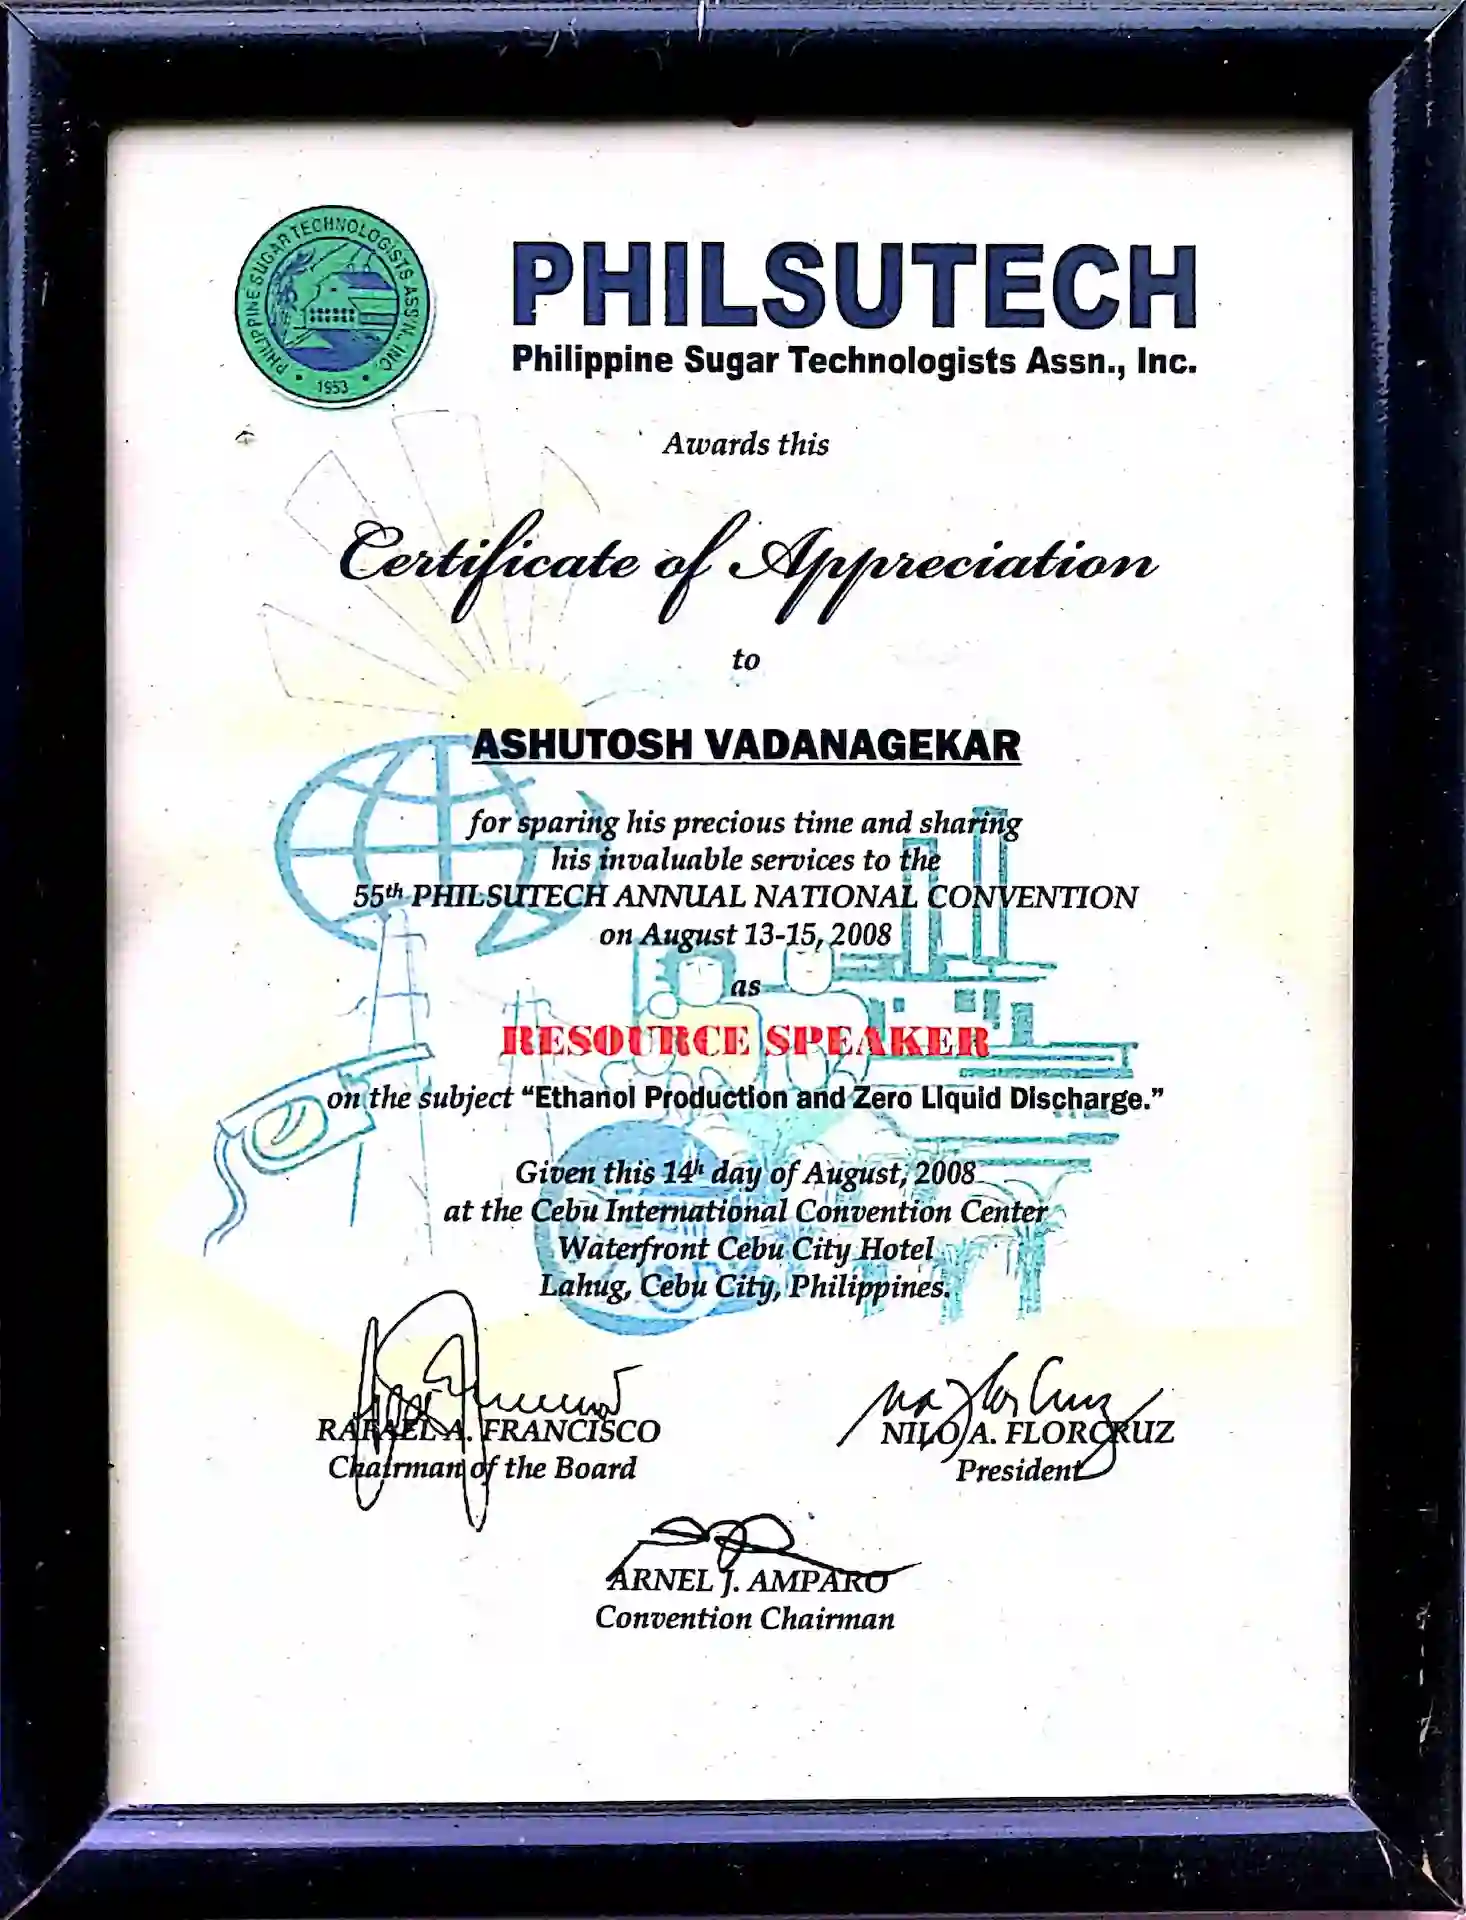 PHILIPPINE SUGAR TECHNOLOGISTS ASS'N., INC.
• 1953 •
PHILSUTECH
Philippine Sugar Technologists Assn., Inc.
Awards this
Certificate of Appreciation
to
ASHUTOSH VADANAGEKAR
for sparing his precious time and sharing
his invaluable services to the
55th PHILSUTECH ANNUAL NATIONAL CONVENTION
on August 13-15, 2008
as
RESOURCE SPEAKER
on the subject “Ethanol Production and Zero Liquid Discharge.”
Given this 14h day of August, 2008
at the Cebu International Convention Center
Waterfront Cebu City Hotel
Lahug, Cebu City, Philippines.
RAFAEL A. FRANCISCO
Chairman of the Board
NILO A. FLORCRUZ
President
ARNEL J. AMPARO
Convention Chairman